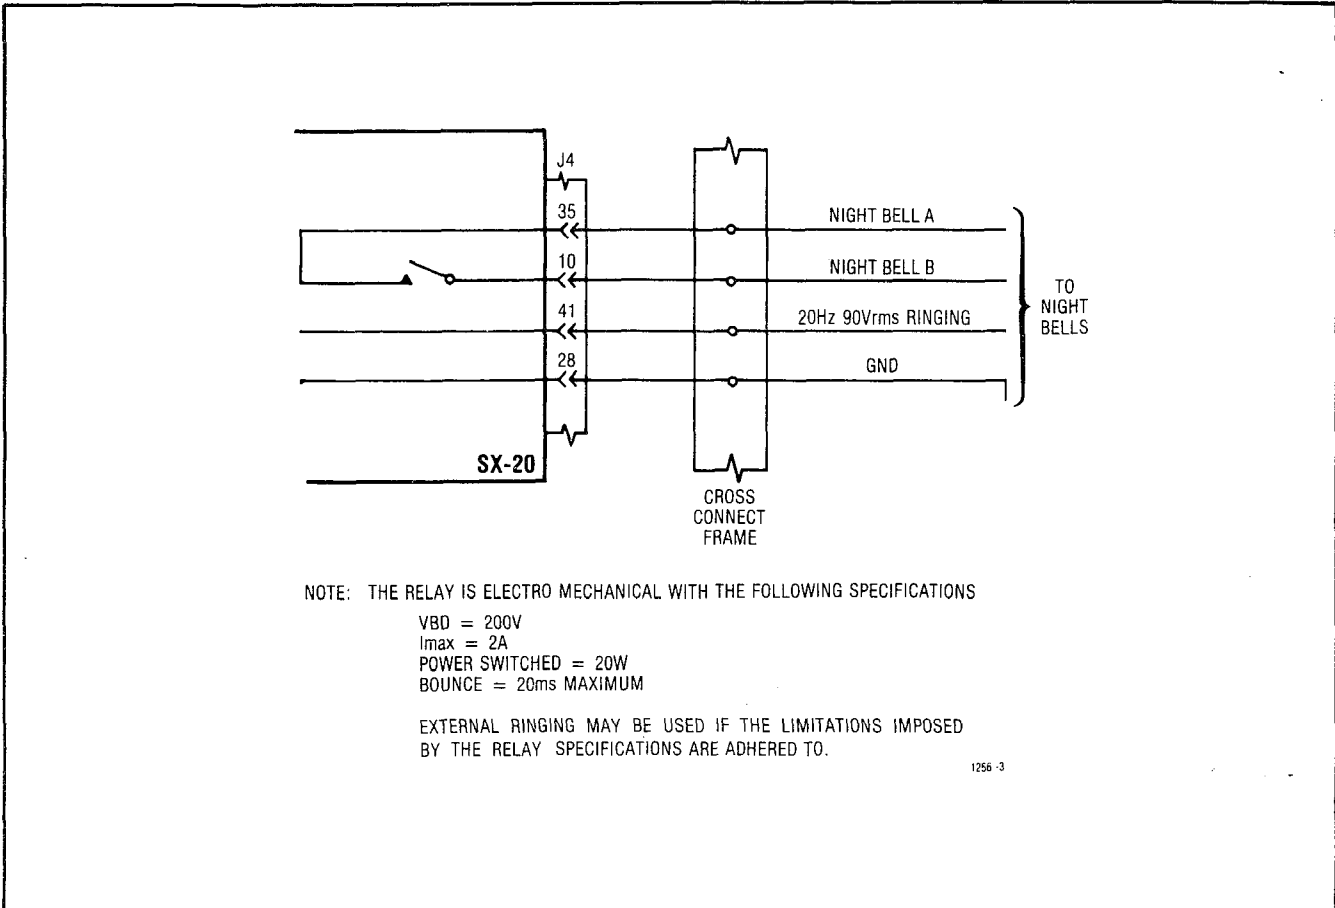 J4
35
NIGHT BELL A
10
NIGHT BELL B
41
20Hz 90Vrms RINGING
28
GND
TO
NIGHT
BELLS
SX-20
CROSS
CONNECT
FRAME
NOTE: THE RELAY IS ELECTRO MECHANICAL WITH THE FOLLOWING SPECIFICATIONS
VBD = 200V
Imax = 2A
POWER SWITCHED = 20W
BOUNCE = 20ms MAXIMUM
EXTERNAL RINGING MAY BE USED IF THE LIMITATIONS IMPOSED
BY THE RELAY SPECIFICATIONS ARE ADHERED TO.
1256-3